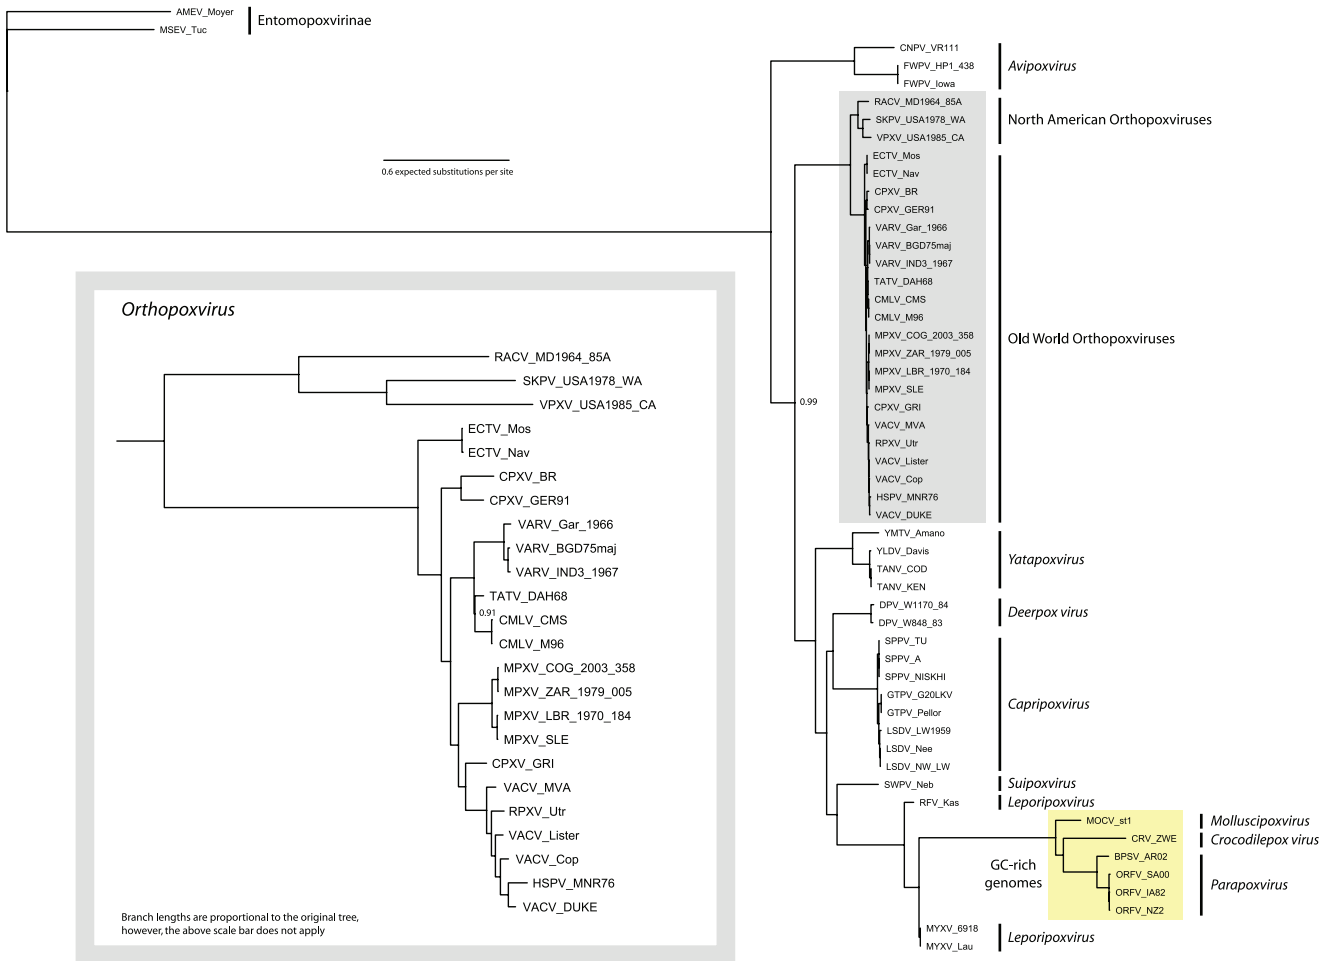 AMEV_Moyer
MSEV_Tuc
Entomopoxvirinae
0.6 expected substitutions per site
CNPV_VR111
FWPV_HP1_438
FWPV_Iowa
Avipoxvirus
RACV_MD1964_85A
SKPV_USA1978_WA
VPXV_USA1985_CA
North American Orthopoxviruses
ECTV_Mos
ECTV_Nav
CPXV_BR
CPXV_GER91
VARV_Gar_1966
VARV_BGD75maj
VARV_IND3_1967
TATV_DAH68
CMLV_CMS
CMLV_M96
MPXV_COG_2003_358
MPXV_ZAR_1979_005
MPXV_LBR_1970_184
MPXV_SLE
CPXV_GRI
VACV_MVA
RPXV_Utr
VACV_Lister
VACV_Cop
HSPV_MNR76
VACV_DUKE
Old World Orthopoxviruses
0.99
YMTV_Amano
YLDV_Davis
TANV_COD
TANV_KEN
Yatapoxvirus
DPV_W1170_84
DPV_W848_83
Deerpox virus
SPPV_TU
SPPV_A
SPPV_NISKHI
GTPV_G20LKV
GTPV_Pellor
LSDV_LW1959
LSDV_Nee
LSDV_NW_LW
Capripoxvirus
SWPV_Neb
Suipoxvirus
RFV_Kas
Leporipoxvirus
MOCV_st1
Molluscipoxvirus
CRV_ZWE
Crocodilepox virus
GC-rich
genomes
BPSV_AR02
ORFV_SA00
ORFV_IA82
ORFV_NZ2
Parapoxvirus
MYXV_6918
MYXV_Lau
Leporipoxvirus
Orthopoxvirus
RACV_MD1964_85A
SKPV_USA1978_WA
VPXV_USA1985_CA
ECTV_Mos
ECTV_Nav
CPXV_BR
CPXV_GER91
VARV_Gar_1966
VARV_BGD75maj
VARV_IND3_1967
TATV_DAH68
0.91
CMLV_CMS
CMLV_M96
MPXV_COG_2003_358
MPXV_ZAR_1979_005
MPXV_LBR_1970_184
MPXV_SLE
CPXV_GRI
VACV_MVA
RPXV_Utr
VACV_Lister
VACV_Cop
HSPV_MNR76
VACV_DUKE
Branch lengths are proportional to the original tree,
however, the above scale bar does not apply